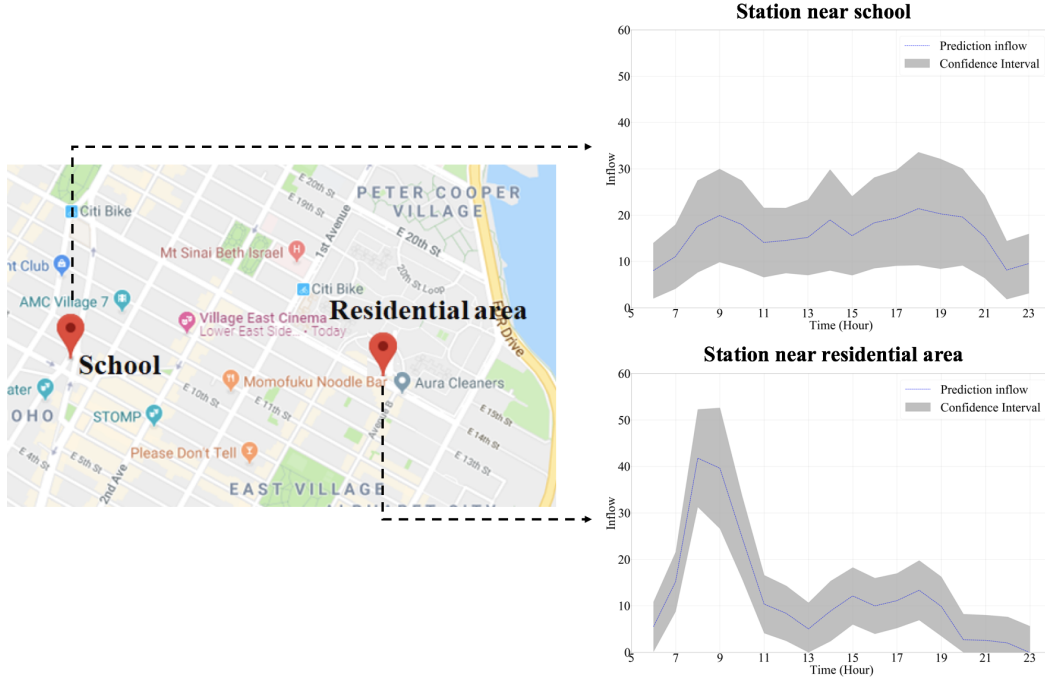 E 20th St
E 19th St
PETER COOPER
VILLAGE
Citi Bike
1st Avenue
E 20th St
Mt Sinai Beth Israel
nt Club
20th St Loop
Citi Bike
AMC Village 7
Residential area
Village East Cinema
Lower East Side... • Today
FDR Drive
School
Momofuku Noodle Bar
Aura Cleaners
ater
E 10th St
OHO
STOMP
E 11th St
Avenue B
E 15th St
E 14th St
Please Don't Tell
E 13th St
E 4th St
E 5th St
2nd Ave
EAST VILLAGE
Station near school
60
Prediction inflow
Confidence Interval
50
40
30
20
10
0
Inflow
5 7 9 11 13 15 17 19 21 23
Time (Hour)
Station near residential area
60
Prediction inflow
Confidence Interval
50
40
30
20
10
0
Inflow
5 7 9 11 13 15 17 19 21 23
Time (Hour)